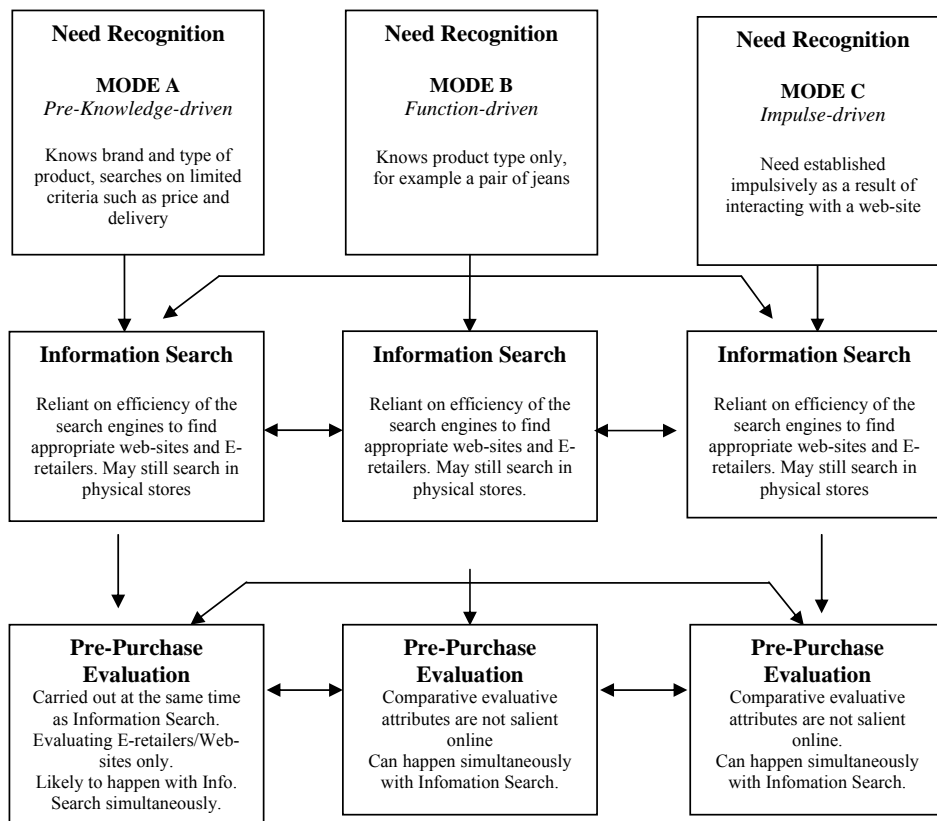 Need Recognition
MODE A
Pre-Knowledge-driven
Knows brand and type of
product, searches on limited
criteria such as price and
delivery
Need Recognition
MODE B
Function-driven
Knows product type only,
for example a pair of jeans
Need Recognition
MODE C
Impulse-driven
Need established
impulsively as a result of
interacting with a web-site
Information Search
Reliant on efficiency of the
search engines to find
appropriate web-sites and E-
retailers. May still search in
physical stores
Information Search
Reliant on efficiency of the
search engines to find
appropriate web-sites and E-
retailers. May still search in
physical stores.
Information Search
Reliant on efficiency of the
search engines to find
appropriate web-sites and E-
retailers. May still search in
physical stores
Pre-Purchase
Evaluation
Carried out at the same time
as Information Search.
Evaluating E-retailers/Web-
sites only.
Likely to happen with Info.
Search simultaneously.
Pre-Purchase
Evaluation
Comparative evaluative
attributes are not salient
online
Can happen simultaneously
with Infomation Search.
Pre-Purchase
Evaluation
Comparative evaluative
attributes are not salient
online.
Can happen simultaneously
with Infomation Search.